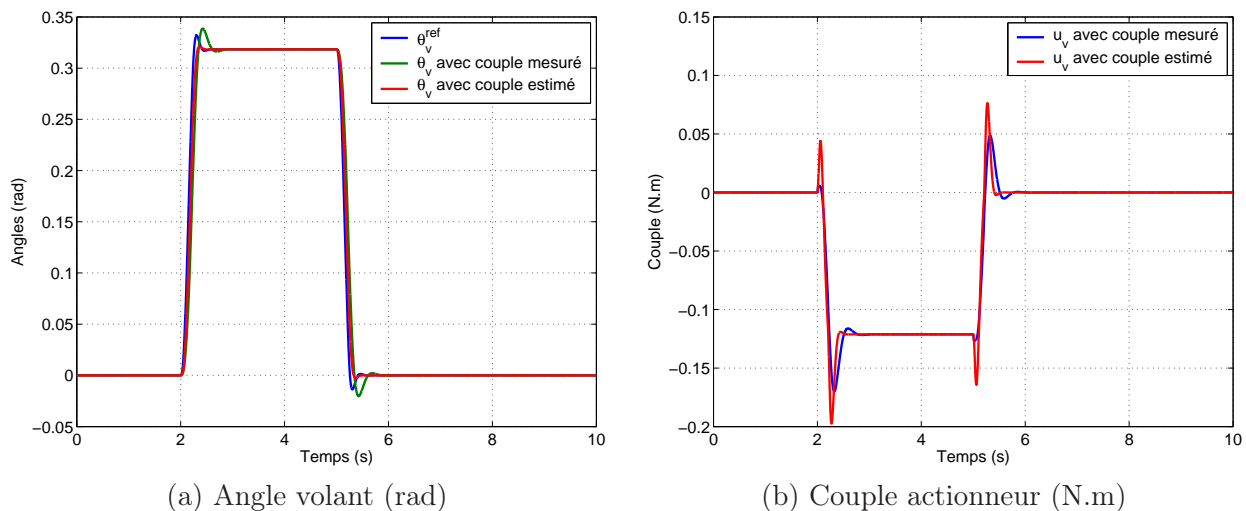 0.35
0.3
0.25
0.2
0.15
0.1
0.05
0
−0.05
0
2
4
6
8
10
Angles (rad)
Temps (s)
θ_v^ref
θ_v avec couple mesuré
θ_v avec couple estimé
(a) Angle volant (rad)
0.15
0.1
0.05
0
−0.05
−0.1
−0.15
−0.2
0
2
4
6
8
10
Couple (N.m)
Temps (s)
u_v avec couple mesuré
u_v avec couple estimé
(b) Couple actionneur (N.m)